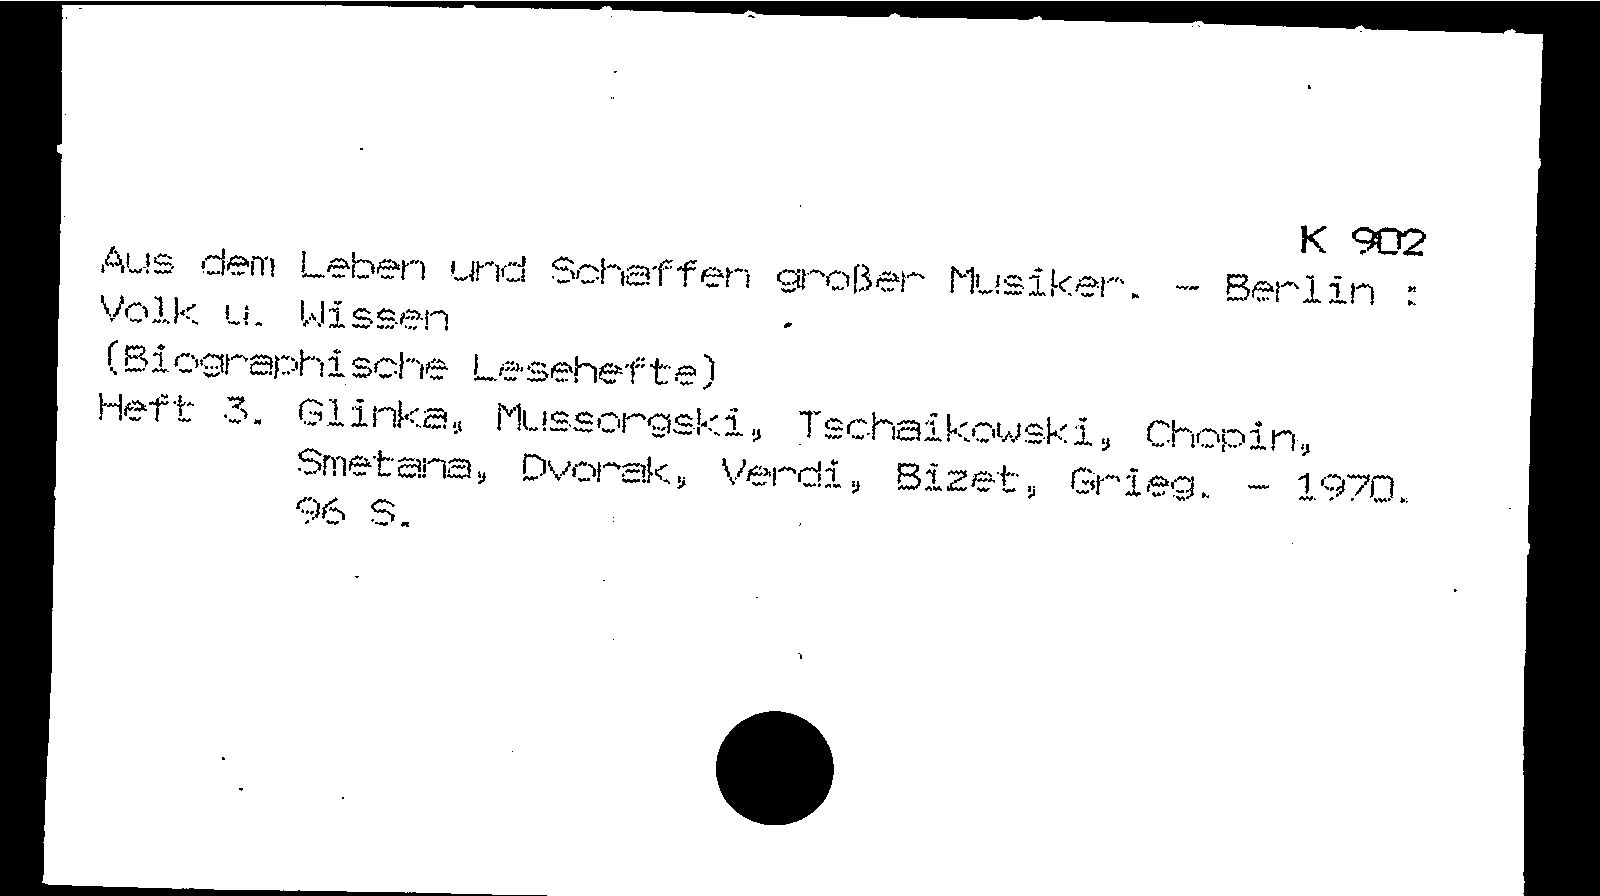 K 902
Aus dem Leben und Schaffen großer Musiker. - Berlin :
Volk u. Wissen
(Biographische Lesehefte)
Heft 3. Glinka, Mussorgski, Tschaikowski, Chopin,
Smetana, Dvorak, Verdi, Bizet, Grieg. - 1970.
96 S.